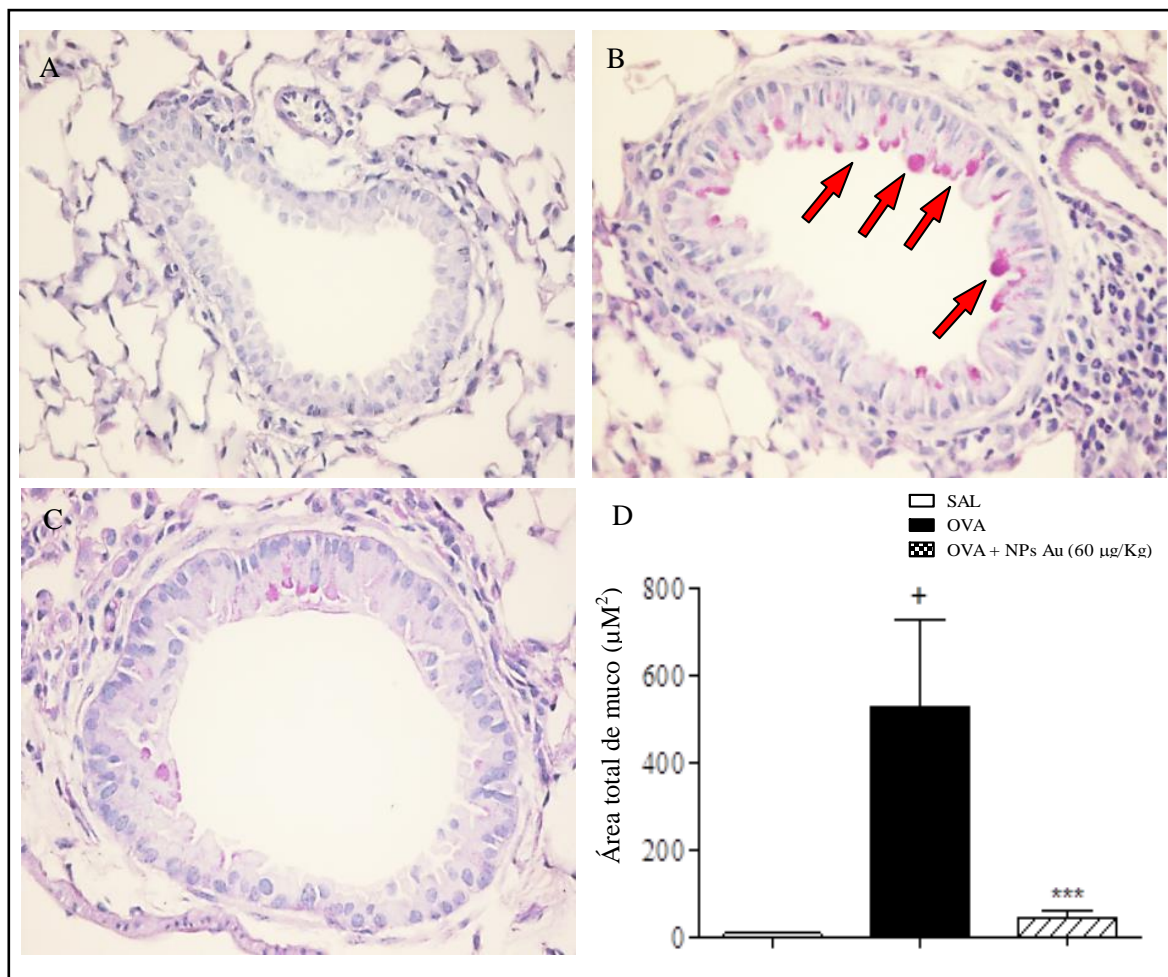 A
B
C
D
SAL
OVA
OVA + NPs Au (60 µg/Kg)
Área total de muco (µM²)
800
600
400
200
0
+
***